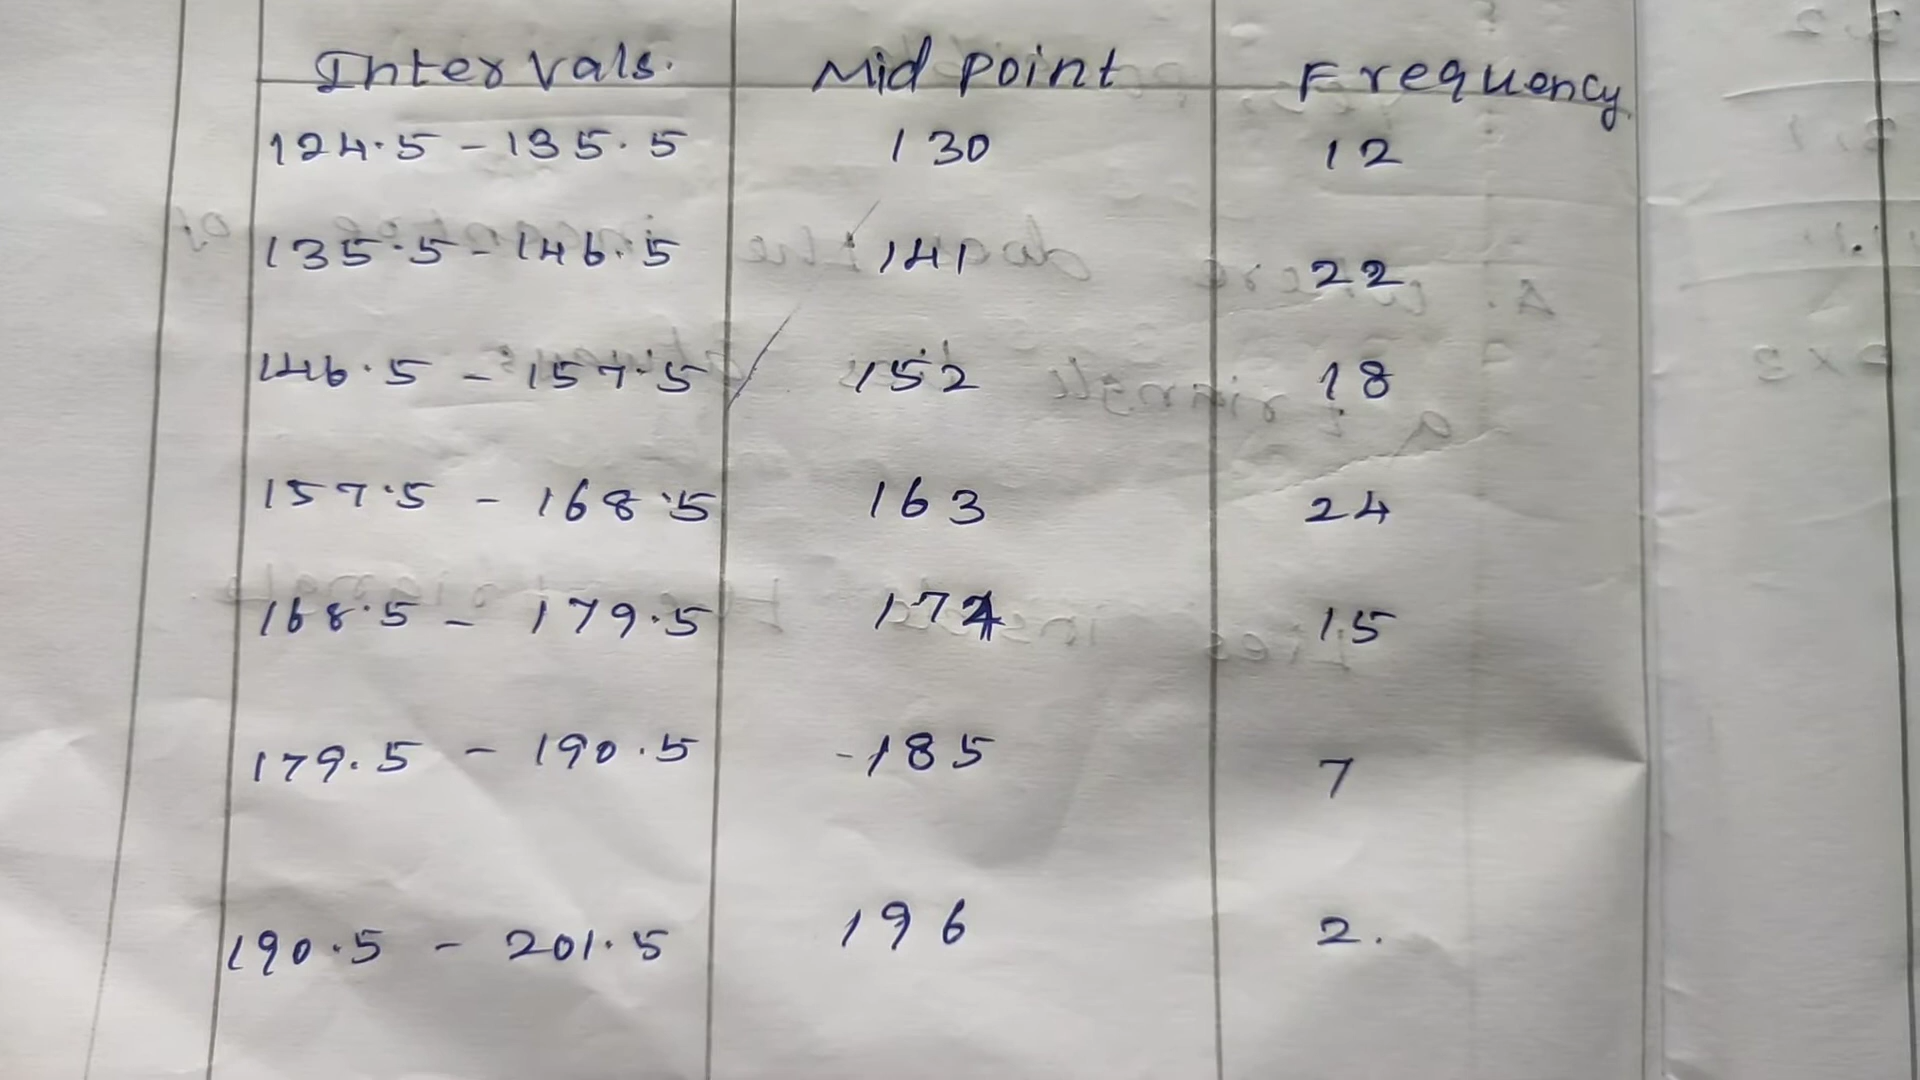 Intervals. Mid point Frequency
124.5 - 135.5 130 12
135.5 - 146.5 141 22
146.5 - 157.5 152 18
157.5 - 168.5 163 24
168.5 - 179.5 174 15
179.5 - 190.5 -185 7
190.5 - 201.5 196 2.